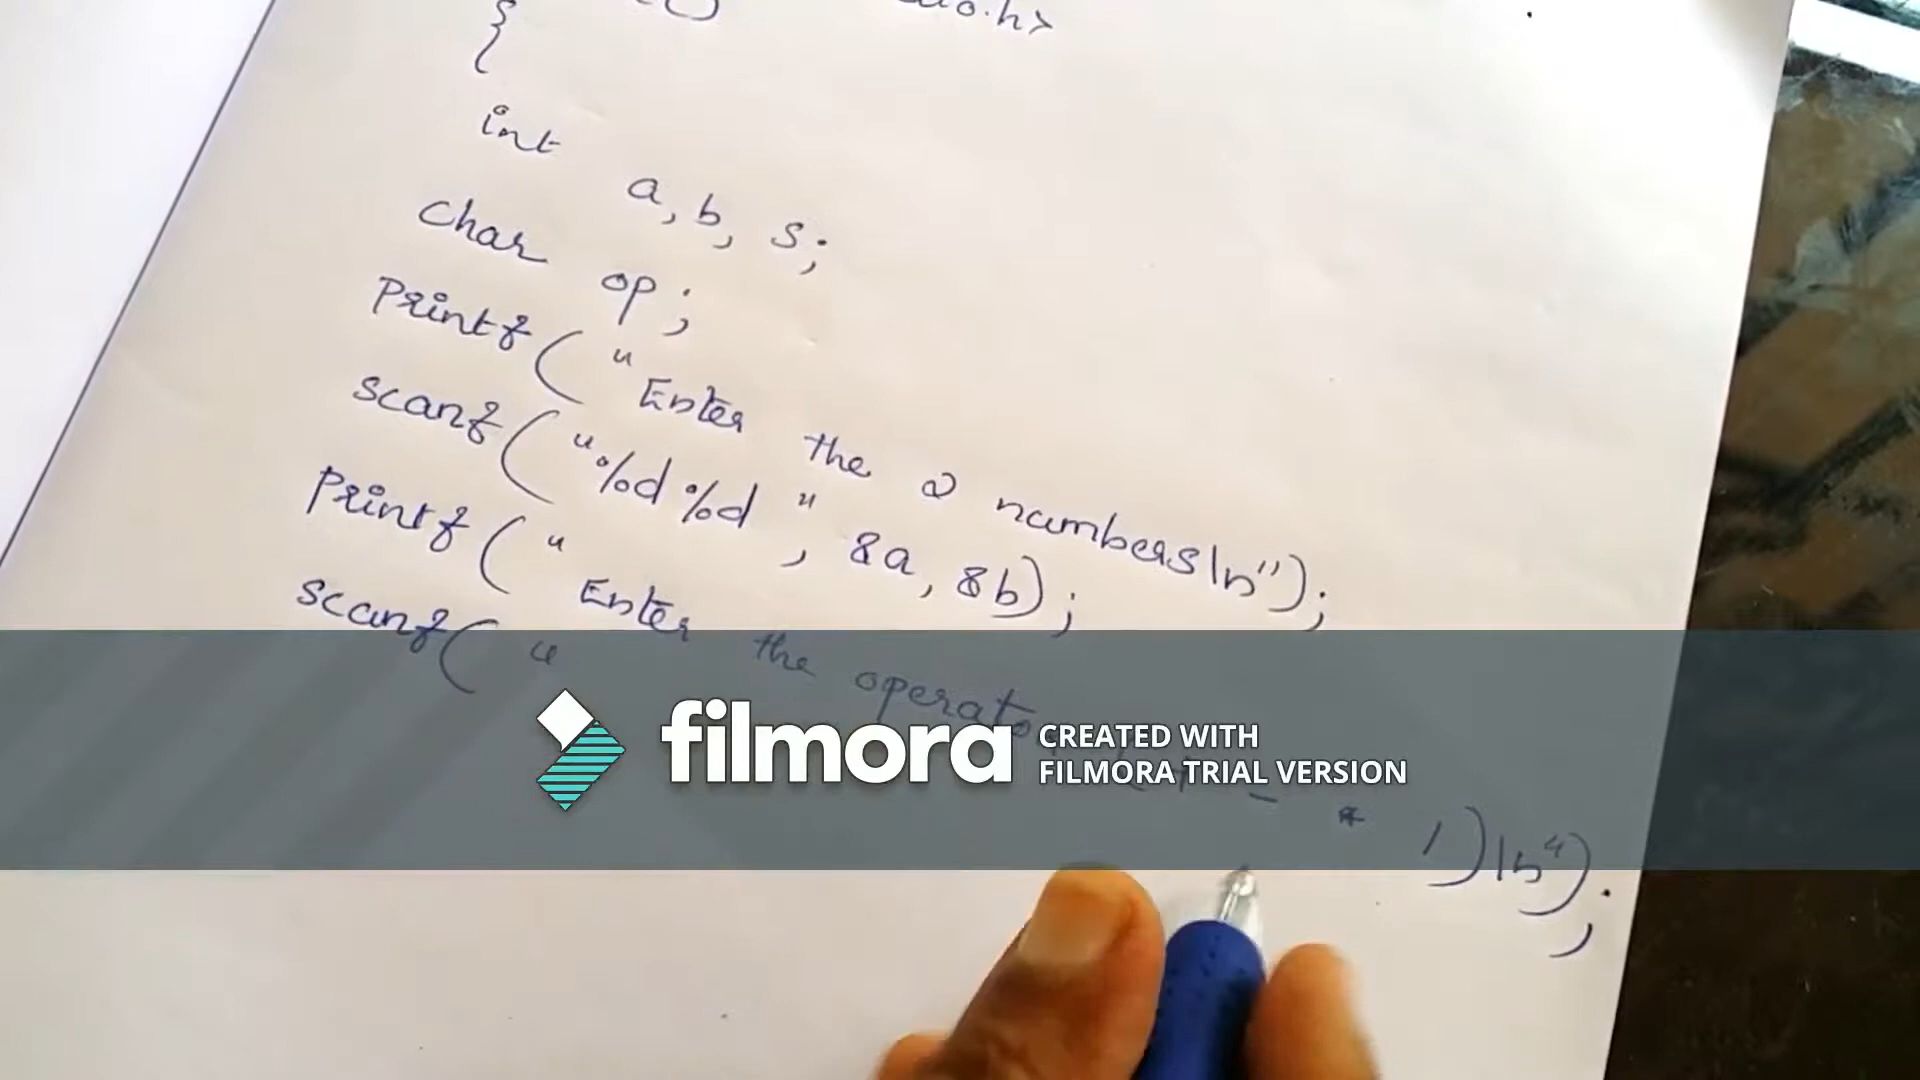 {
int a, b, s;
char op;
printf("Enter the 2 numbers\n");
scanf("%d %d", &a, &b);
printf("Enter the operator + - * /)\n");
scanf("
filmora
CREATED WITH
FILMORA TRIAL VERSION